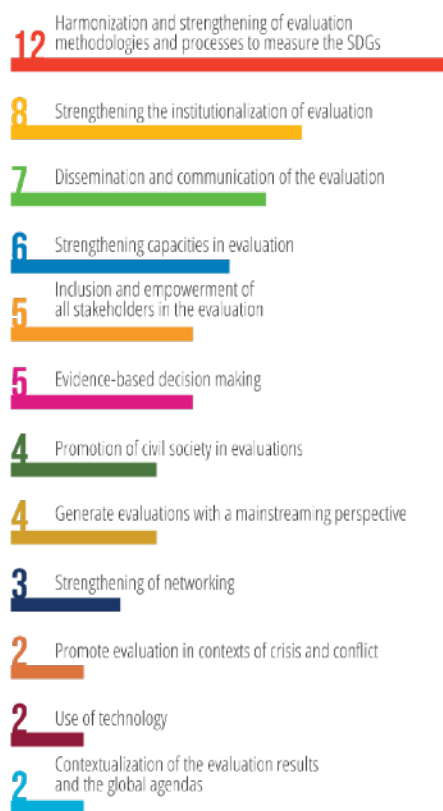 12
Harmonization and strengthening of evaluation
methodologies and processes to measure the SDGs
8
Strengthening the institutionalization of evaluation
7
Dissemination and communication of the evaluation
6
Strengthening capacities in evaluation
5
Inclusion and empowerment of
all stakeholders in the evaluation
5
Evidence-based decision making
4
Promotion of civil society in evaluations
4
Generate evaluations with a mainstreaming perspective
3
Strengthening of networking
2
Promote evaluation in contexts of crisis and conflict
2
Use of technology
2
Contextualization of the evaluation results
and the global agendas